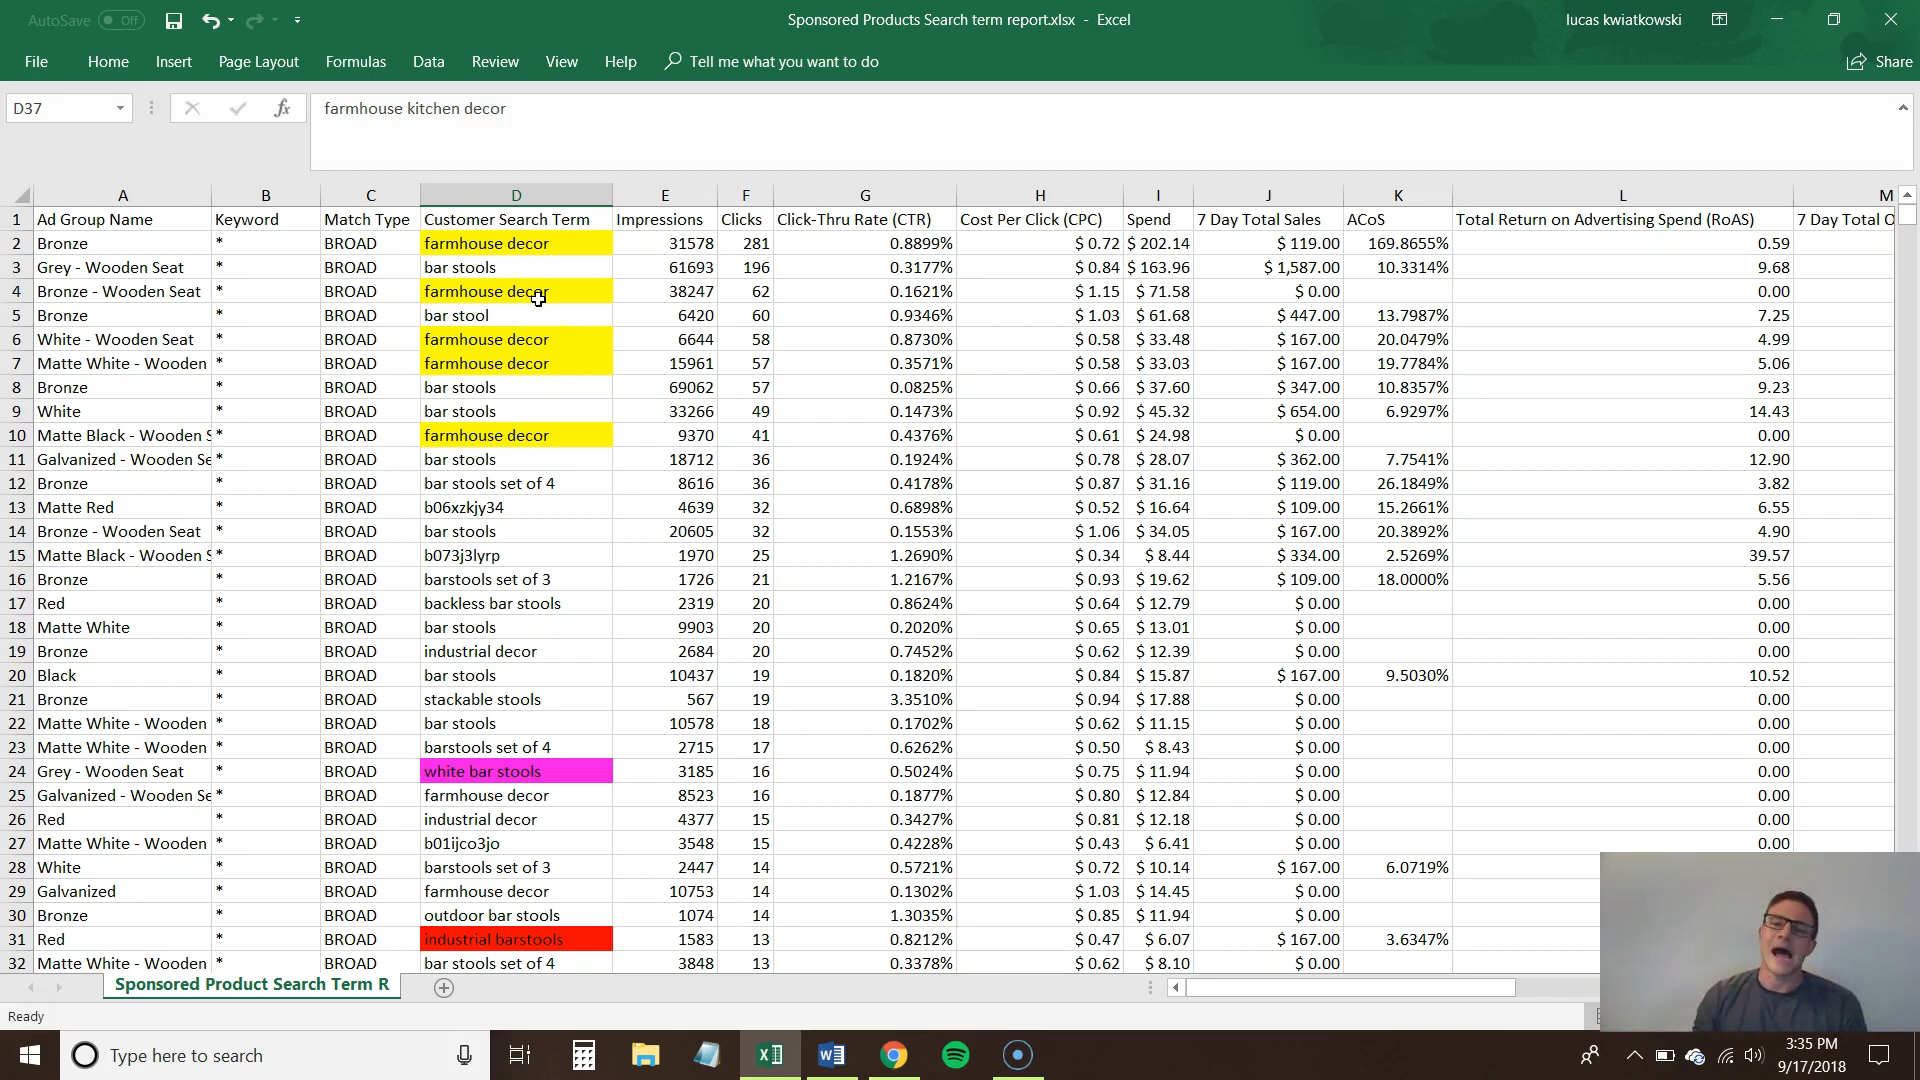 AutoSave Off Sponsored Products Search term report.xlsx - Excel lucas kwiatkowski
File Home Insert Page Layout Formulas Data Review View Help Tell me what you want to do Share
D37 fx farmhouse kitchen decor
A B C D E F G H I J K L M
1 Ad Group Name Keyword Match Type Customer Search Term Impressions Clicks Click-Thru Rate (CTR) Cost Per Click (CPC) Spend 7 Day Total Sales ACoS Total Return on Advertising Spend (RoAS) 7 Day Total O
2 Bronze * BROAD farmhouse decor 31578 281 0.8899% $ 0.72 $ 202.14 $ 119.00 169.8655% 0.59
3 Grey - Wooden Seat * BROAD bar stools 61693 196 0.3177% $ 0.84 $ 163.96 $ 1,587.00 10.3314% 9.68
4 Bronze - Wooden Seat * BROAD farmhouse decor 38247 62 0.1621% $ 1.15 $ 71.58 $ 0.00 0.00
5 Bronze * BROAD bar stool 6420 60 0.9346% $ 1.03 $ 61.68 $ 447.00 13.7987% 7.25
6 White - Wooden Seat * BROAD farmhouse decor 6644 58 0.8730% $ 0.58 $ 33.48 $ 167.00 20.0479% 4.99
7 Matte White - Wooden * BROAD farmhouse decor 15961 57 0.3571% $ 0.58 $ 33.03 $ 167.00 19.7784% 5.06
8 Bronze * BROAD bar stools 69062 57 0.0825% $ 0.66 $ 37.60 $ 347.00 10.8357% 9.23
9 White * BROAD bar stools 33266 49 0.1473% $ 0.92 $ 45.32 $ 654.00 6.9297% 14.43
10 Matte Black - Wooden S * BROAD farmhouse decor 9370 41 0.4376% $ 0.61 $ 24.98 $ 0.00 0.00
11 Galvanized - Wooden Se * BROAD bar stools 18712 36 0.1924% $ 0.78 $ 28.07 $ 362.00 7.7541% 12.90
12 Bronze * BROAD bar stools set of 4 8616 36 0.4178% $ 0.87 $ 31.16 $ 119.00 26.1849% 3.82
13 Matte Red * BROAD b06xzkjy34 4639 32 0.6898% $ 0.52 $ 16.64 $ 109.00 15.2661% 6.55
14 Bronze - Wooden Seat * BROAD bar stools 20605 32 0.1553% $ 1.06 $ 34.05 $ 167.00 20.3892% 4.90
15 Matte Black - Wooden S * BROAD b073j3lyrp 1970 25 1.2690% $ 0.34 $ 8.44 $ 334.00 2.5269% 39.57
16 Bronze * BROAD barstools set of 3 1726 21 1.2167% $ 0.93 $ 19.62 $ 109.00 18.0000% 5.56
17 Red * BROAD backless bar stools 2319 20 0.8624% $ 0.64 $ 12.79 $ 0.00 0.00
18 Matte White * BROAD bar stools 9903 20 0.2020% $ 0.65 $ 13.01 $ 0.00 0.00
19 Bronze * BROAD industrial decor 2684 20 0.7452% $ 0.62 $ 12.39 $ 0.00 0.00
20 Black * BROAD bar stools 10437 19 0.1820% $ 0.84 $ 15.87 $ 167.00 9.5030% 10.52
21 Bronze * BROAD stackable stools 567 19 3.3510% $ 0.94 $ 17.88 $ 0.00 0.00
22 Matte White - Wooden * BROAD bar stools 10578 18 0.1702% $ 0.62 $ 11.15 $ 0.00 0.00
23 Matte White - Wooden * BROAD barstools set of 4 2715 17 0.6262% $ 0.50 $ 8.43 $ 0.00 0.00
24 Grey - Wooden Seat * BROAD white bar stools 3185 16 0.5024% $ 0.75 $ 11.94 $ 0.00 0.00
25 Galvanized - Wooden Se * BROAD farmhouse decor 8523 16 0.1877% $ 0.80 $ 12.84 $ 0.00 0.00
26 Red * BROAD industrial decor 4377 15 0.3427% $ 0.81 $ 12.18 $ 0.00 0.00
27 Matte White - Wooden * BROAD b01ijco3jo 3548 15 0.4228% $ 0.43 $ 6.41 $ 0.00 0.00
28 White * BROAD barstools set of 3 2447 14 0.5721% $ 0.72 $ 10.14 $ 167.00 6.0719%
29 Galvanized * BROAD farmhouse decor 10753 14 0.1302% $ 1.03 $ 14.45 $ 0.00
30 Bronze * BROAD outdoor bar stools 1074 14 1.3035% $ 0.85 $ 11.94 $ 0.00
31 Red * BROAD industrial barstools 1583 13 0.8212% $ 0.47 $ 6.07 $ 167.00 3.6347%
32 Matte White - Wooden * BROAD bar stools set of 4 3848 13 0.3378% $ 0.62 $ 8.10 $ 0.00
Sponsored Product Search Term R
Ready
Type here to search
3:35 PM
9/17/2018